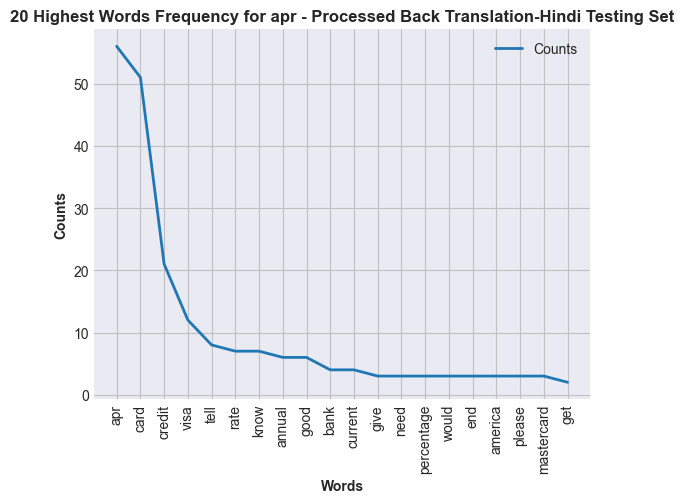 20 Highest Words Frequency for apr - Processed Back Translation-Hindi Testing Set
Counts
50
40
30
20
10
0
Counts
apr
card
credit
visa
tell
rate
know
annual
good
bank
current
give
need
percentage
would
end
america
please
mastercard
get
Words